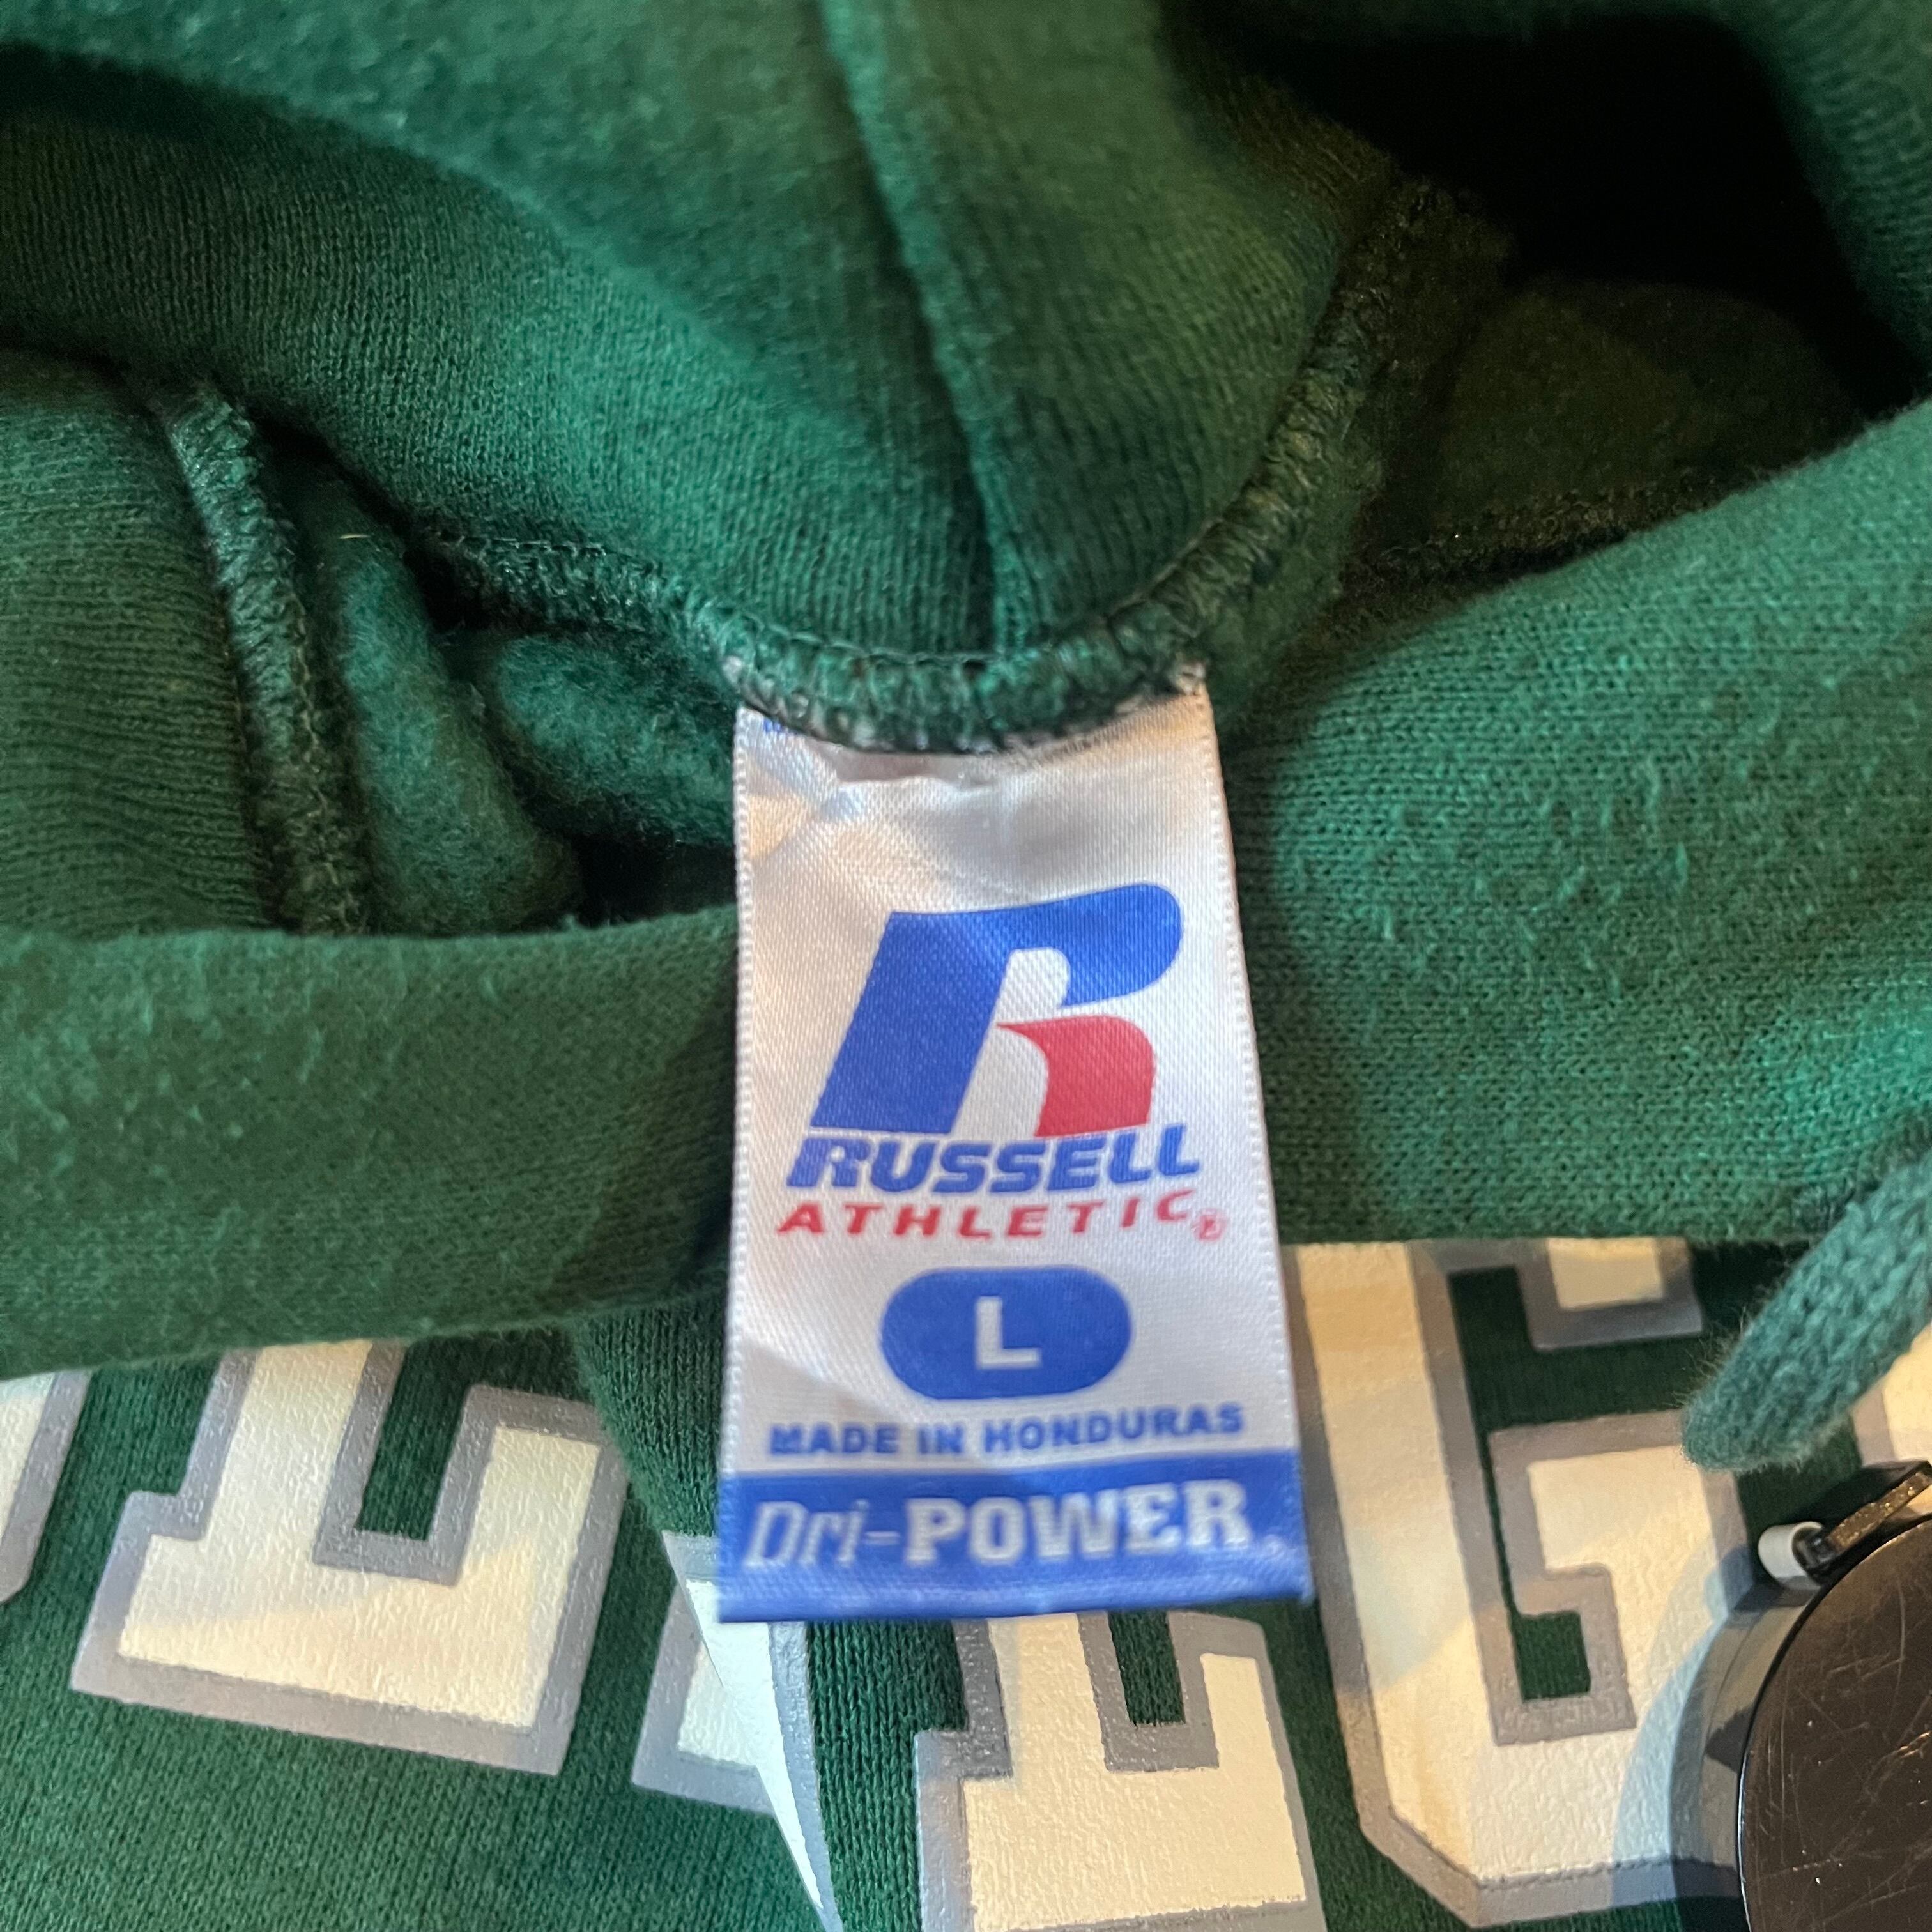 RUSSELL
ATHLETIC®
L
MADE IN HONDURAS
Dri-POWER